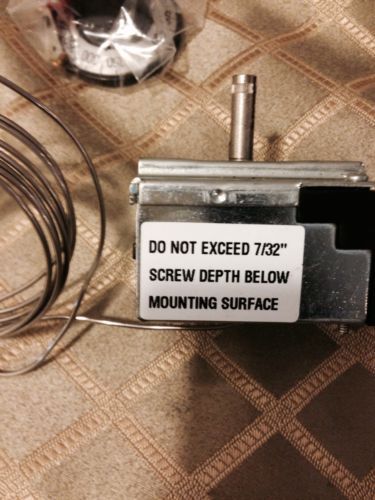 DO NOT EXCEED 7/32"
SCREW DEPTH BELOW
MOUNTING SURFACE